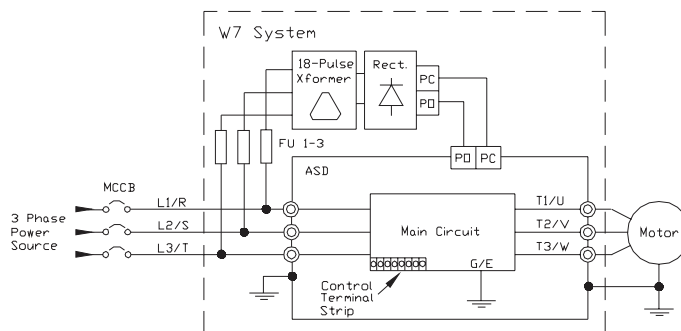 W7 System
18-Pulse
Xformer
Rect.
PC
PO
FU 1-3
PO PC
ASD
MCCB
L1/R
L2/S
L3/T
3 Phase
Power
Source
Main Circuit
G/E
Control
Terminal
Strip
T1/U
T2/V
T3/W
Motor